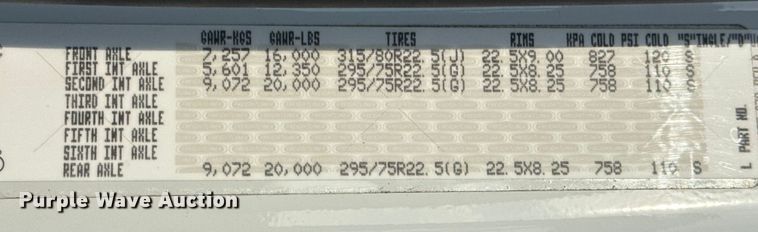 GAWR-KGS GAWR-LBS TIRES RIMS KPA COLD PSI COLD "S"INGLE/"D"U
FRONT AXLE 7,257 16,000 315/80R22.5(J) 22.5X9.00 827 120 S
FIRST INT AXLE 5,601 12,350 295/75R22.5(G) 22.5X8.25 758 110 S
SECOND INT AXLE 9,072 20,000 295/75R22.5(G) 22.5X8.25 758 110 S
THIRD INT AXLE
FOURTH INT AXLE
FIFTH INT AXLE
SIXTH INT AXLE
REAR AXLE 9,072 20,000 295/75R22.5(G) 22.5X8.25 758 110 S
L PART NO.
Purple Wave Auction